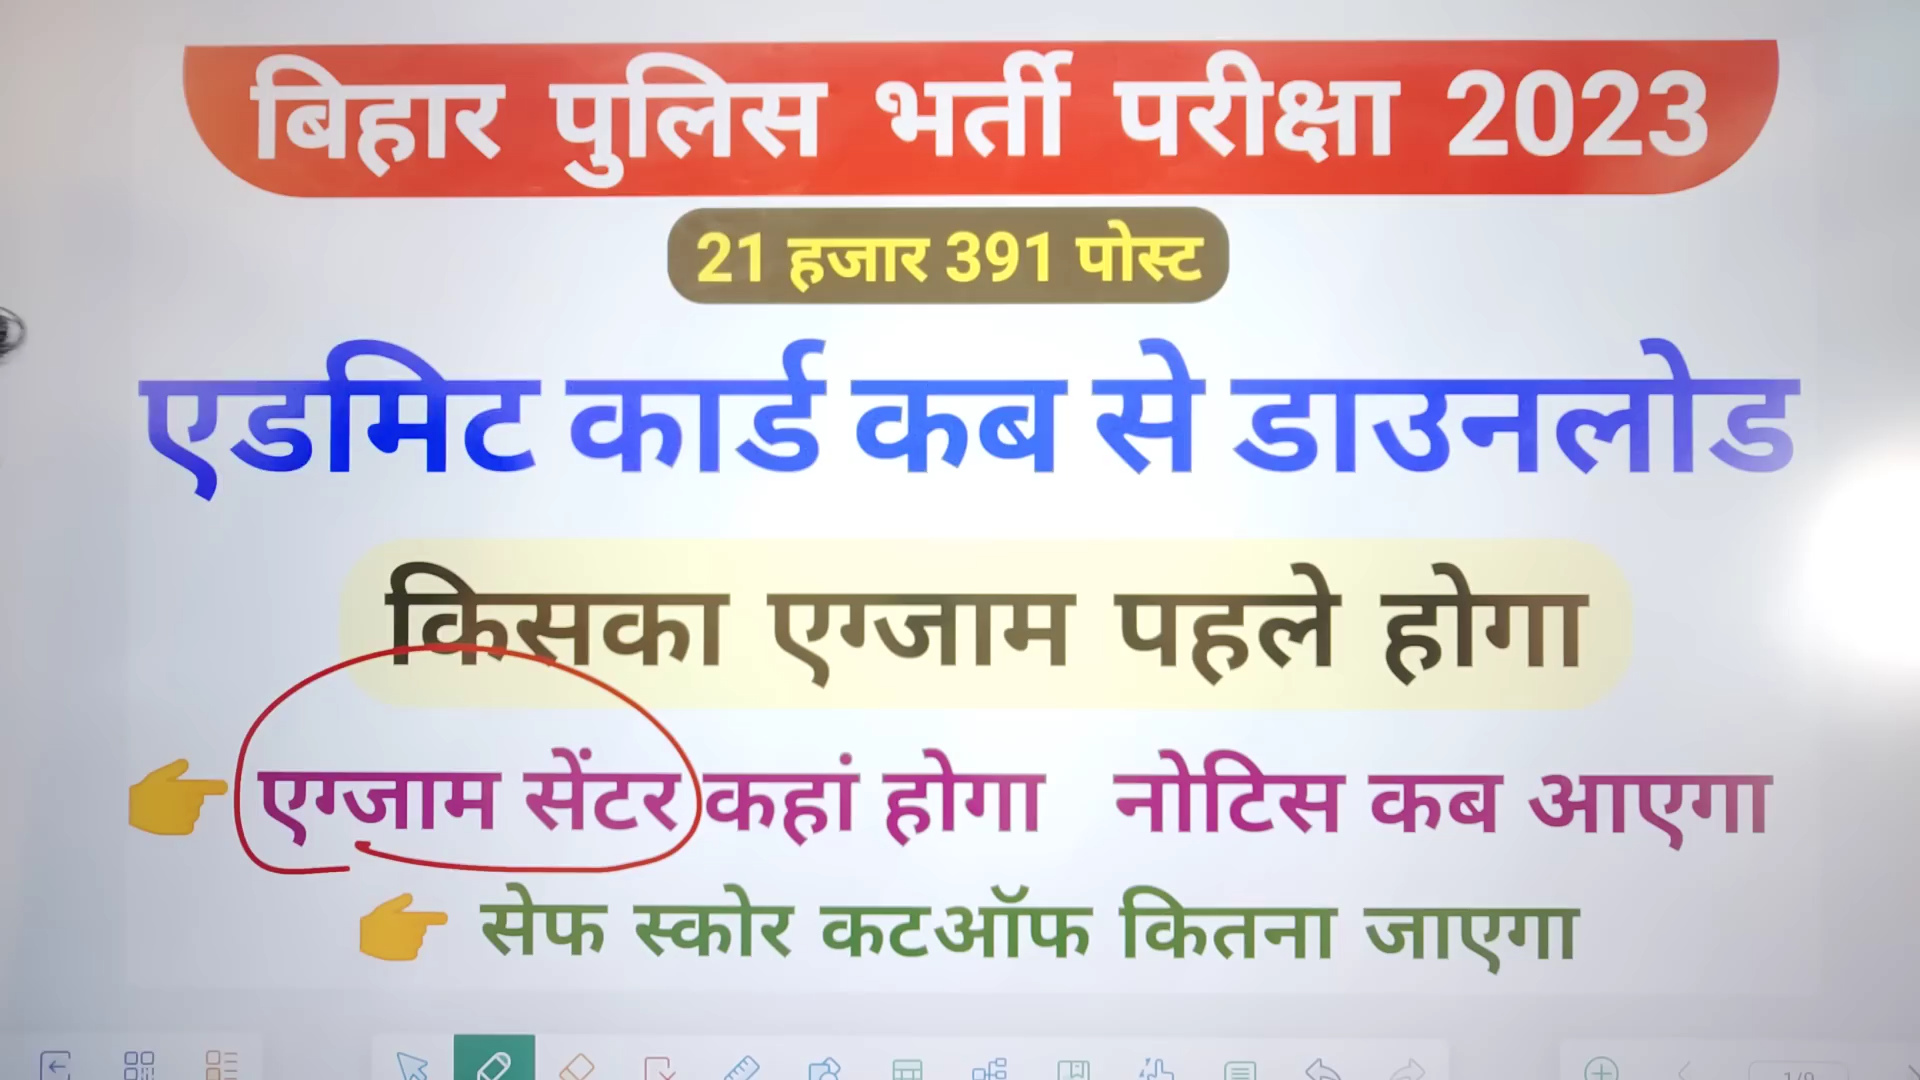 बिहार पुलिस भर्ती परीक्षा 2023
21 हजार 391 पोस्ट
एडमिट कार्ड कब से डाउनलोड
किसका एग्जाम पहले होगा
एग्जाम सेंटर कहां होगा नोटिस कब आएगा
सेफ स्कोर कटऑफ कितना जाएगा